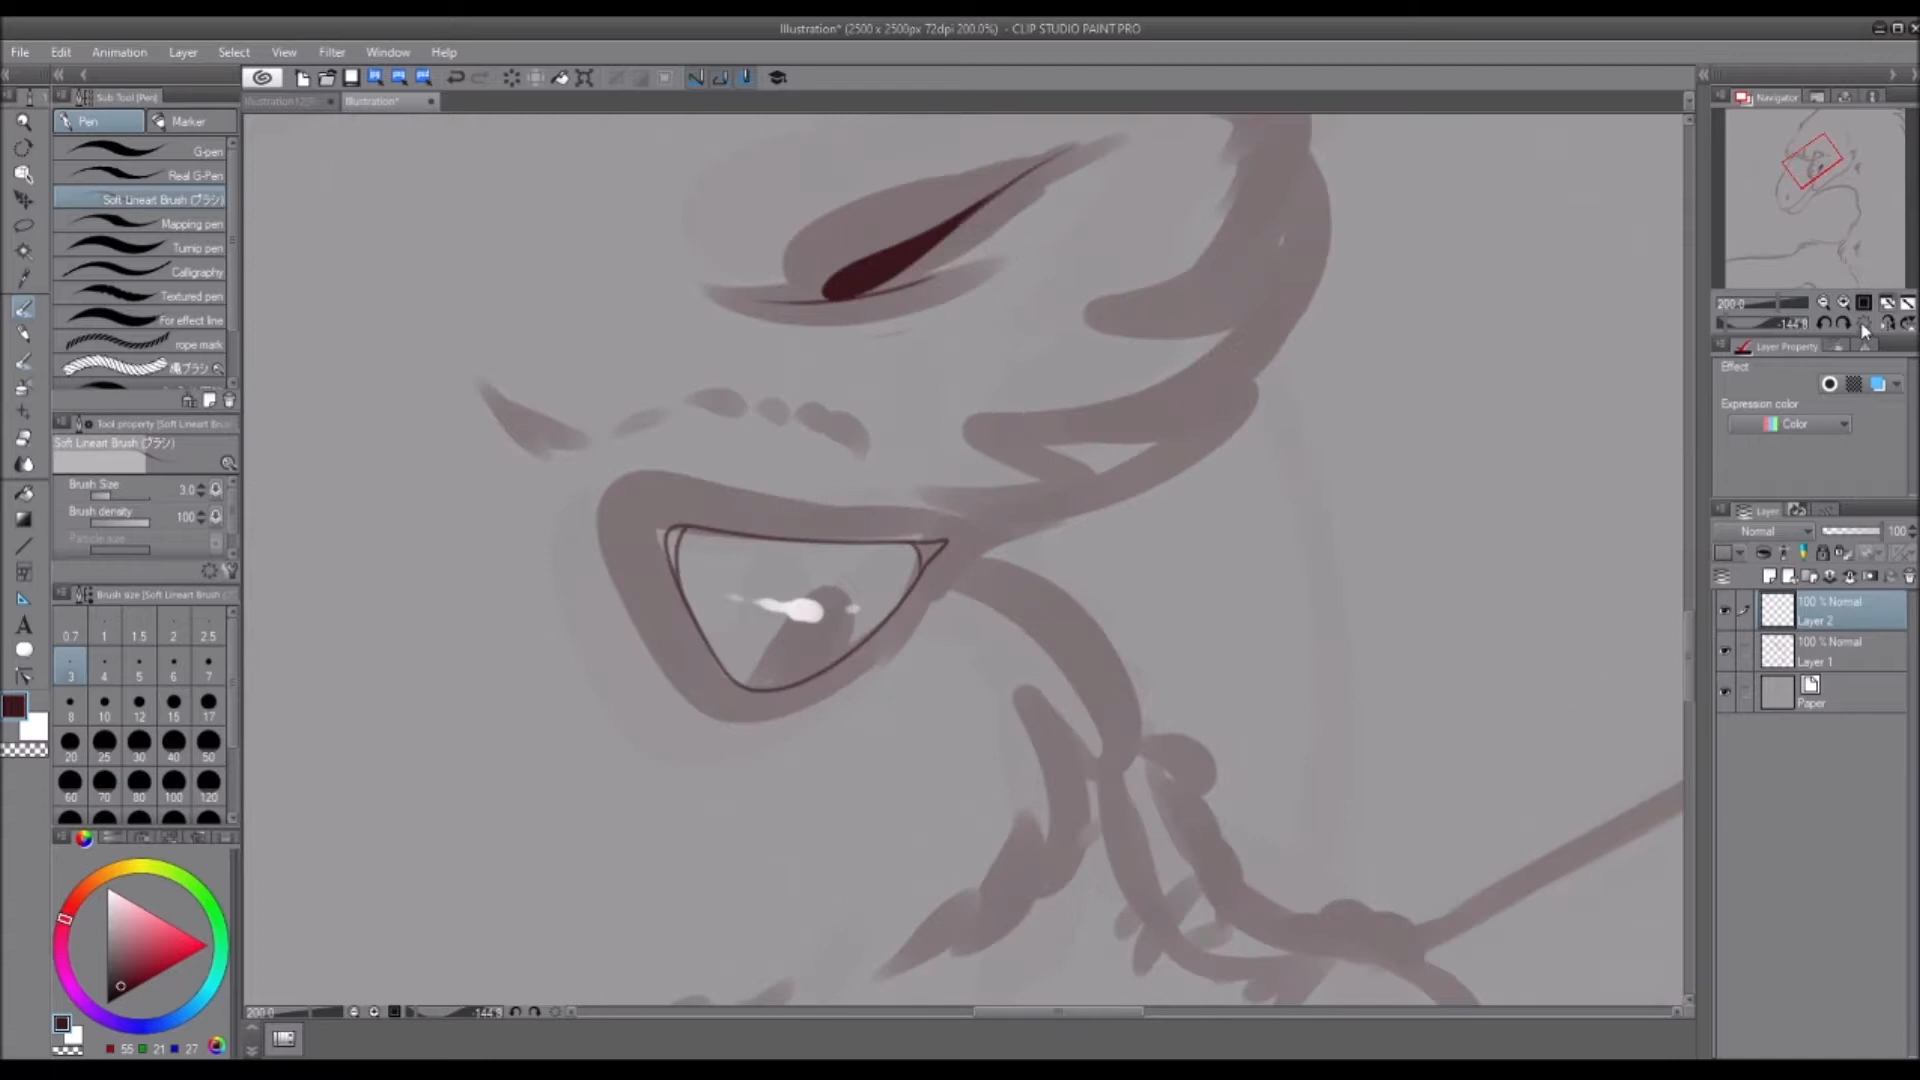 Illustration* (2500 x 2500px 72dpi 200.0%) - CLIP STUDIO PAINT PRO
File Edit Animation Layer Select View Filter Window Help
Sub Tool [Pen]
Illustration*
Navigator
Pen Marker
G-pen
Real G-Pen
Soft Lineart Brush (ブラシ)
Mapping pen
Turnip pen
Calligraphy
Textured pen
For effect line
rope mark
縄ブラシ
Tool property [Soft Lineart Brus
Soft Lineart Brush (ブラシ)
Brush Size 3.0
Brush density 100
Particle size
Brush size [Soft Lineart Brush (
0.7 1 1.5 2 2.5
3 4 5 6 7
8 10 12 15 17
20 25 30 40 50
60 70 80 100 120
55 21 27
200.0 -144.8
200.0
-144.8
Layer Property
Effect
Expression color
Color
Layer
Normal 100
100 % Normal
Layer 2
100 % Normal
Layer 1
Paper